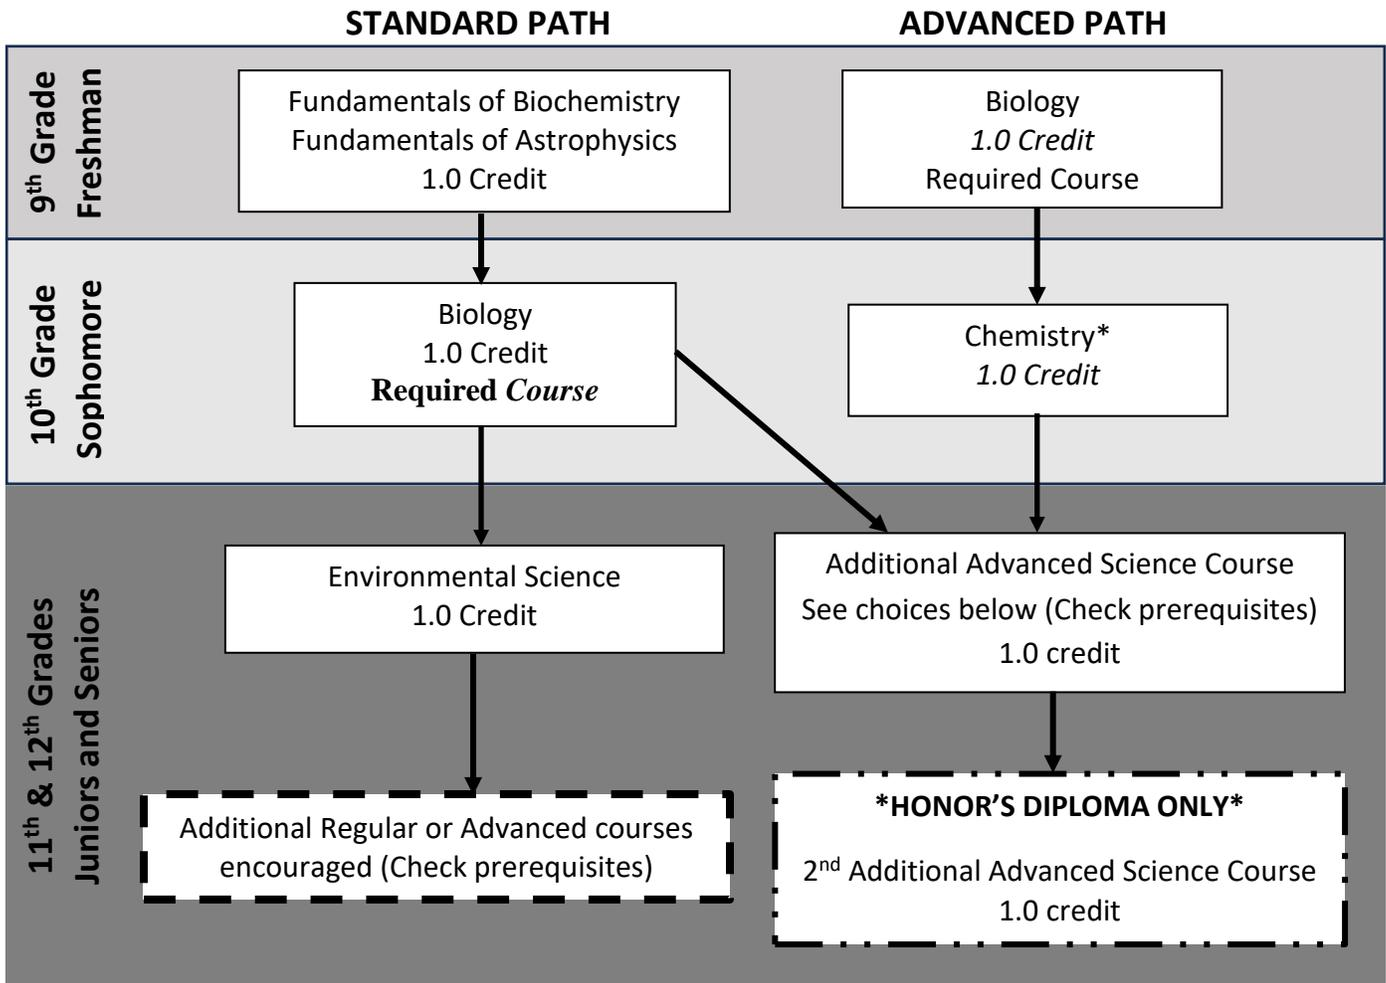 STANDARD PATH
ADVANCED PATH
9th Grade
Freshman
Fundamentals of Biochemistry
Fundamentals of Astrophysics
1.0 Credit
Biology
1.0 Credit
Required Course
10th Grade
Sophomore
Biology
1.0 Credit
Required Course
Chemistry*
1.0 Credit
11th & 12th Grades
Juniors and Seniors
Environmental Science
1.0 Credit
Additional Advanced Science Course
See choices below (Check prerequisites)
1.0 credit
Additional Regular or Advanced courses
encouraged (Check prerequisites)
*HONOR’S DIPLOMA ONLY*
2nd Additional Advanced Science Course
1.0 credit